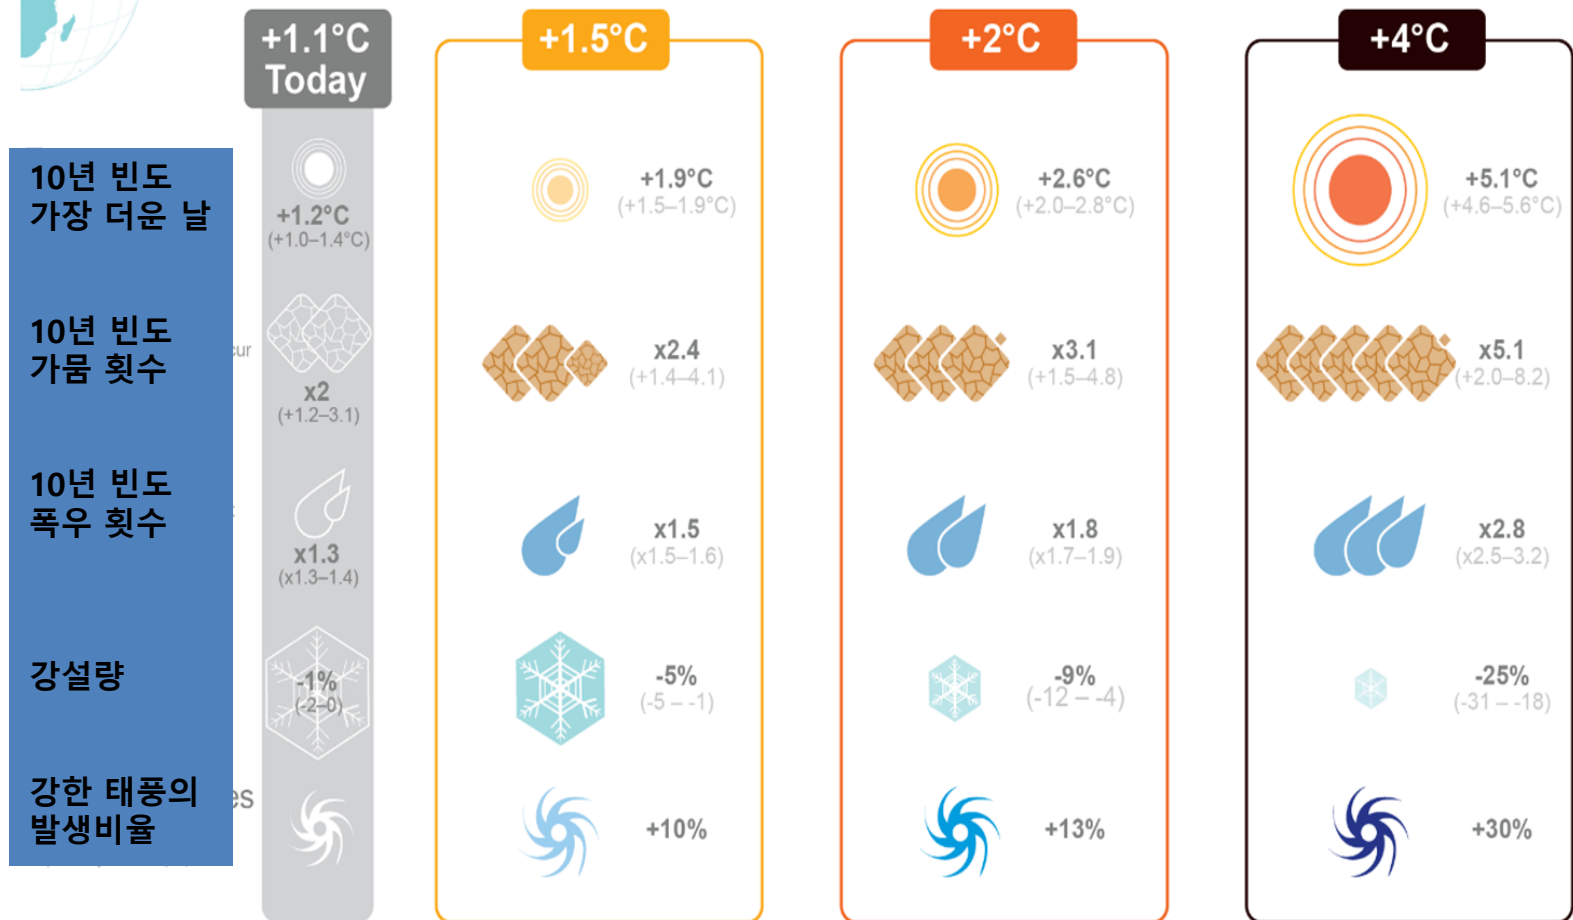 +1.1°C
Today
+1.5°C
+2°C
+4°C
10년 빈도
가장 더운 날
+1.2°C
(+1.0–1.4°C)
+1.9°C
(+1.5–1.9°C)
+2.6°C
(+2.0–2.8°C)
+5.1°C
(+4.6–5.6°C)
10년 빈도
가뭄 횟수
cur
x2
(+1.2–3.1)
x2.4
(+1.4–4.1)
x3.1
(+1.5–4.8)
x5.1
(+2.0–8.2)
10년 빈도
폭우 횟수
x1.3
(x1.3–1.4)
x1.5
(x1.5–1.6)
x1.8
(x1.7–1.9)
x2.8
(x2.5–3.2)
강설량
-1%
(-2–0)
-5%
(-5 – -1)
-9%
(-12 – -4)
-25%
(-31 – -18)
강한 태풍의
발생비율
es
+10%
+13%
+30%